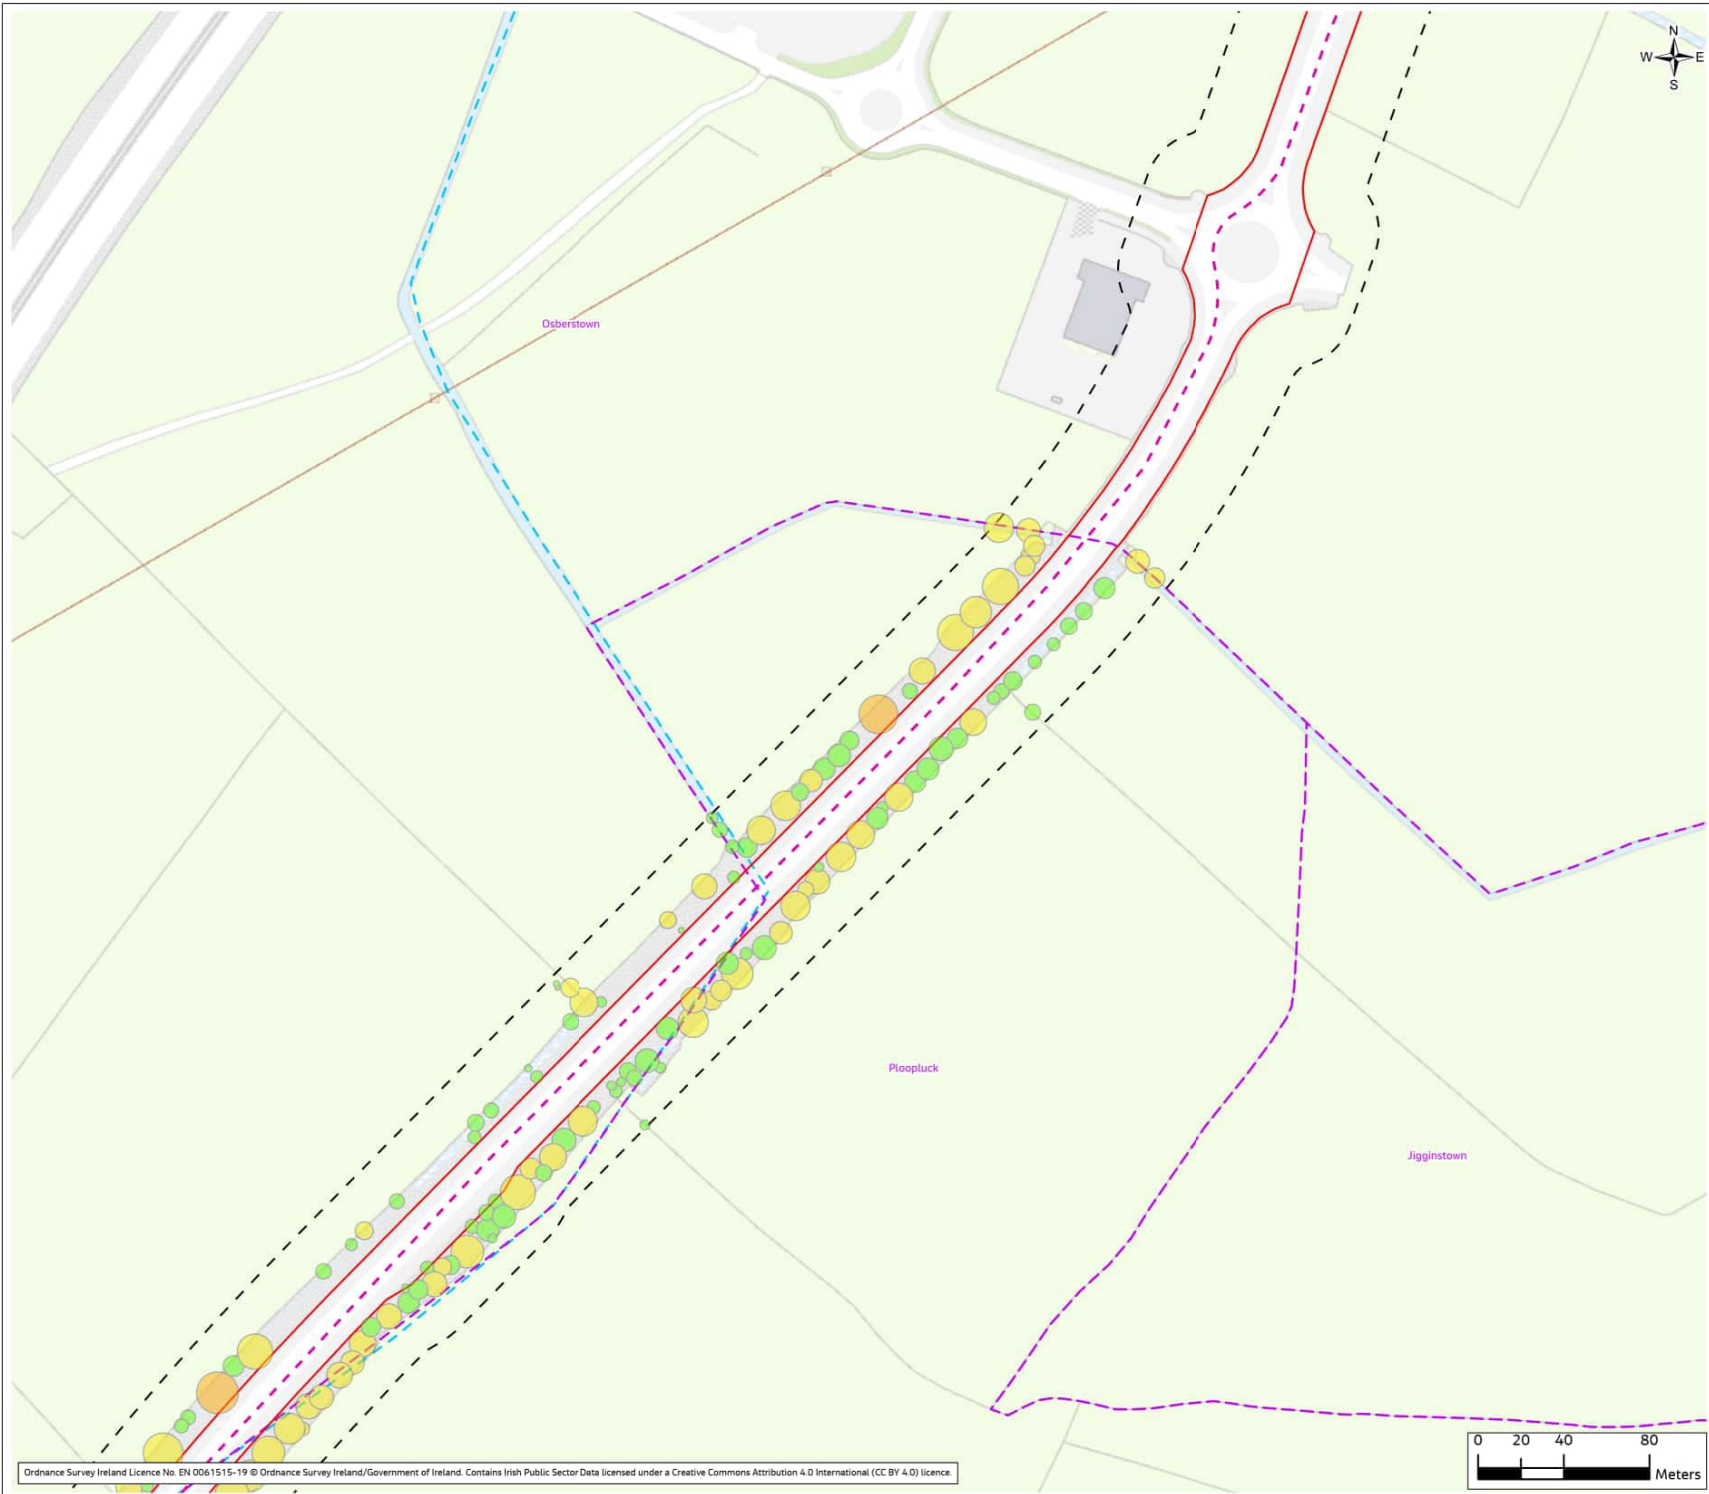 N
W E
S
Osberstown
Ploopluck
Jigginstown
0 20 40 80
Meters
Ordnance Survey Ireland Licence No. EN 0061515-19 © Ordnance Survey Ireland/Government of Ireland. Contains Irish Public Sector Data licensed under a Creative Commons Attribution 4.0 International (CC BY 4.0) licence.